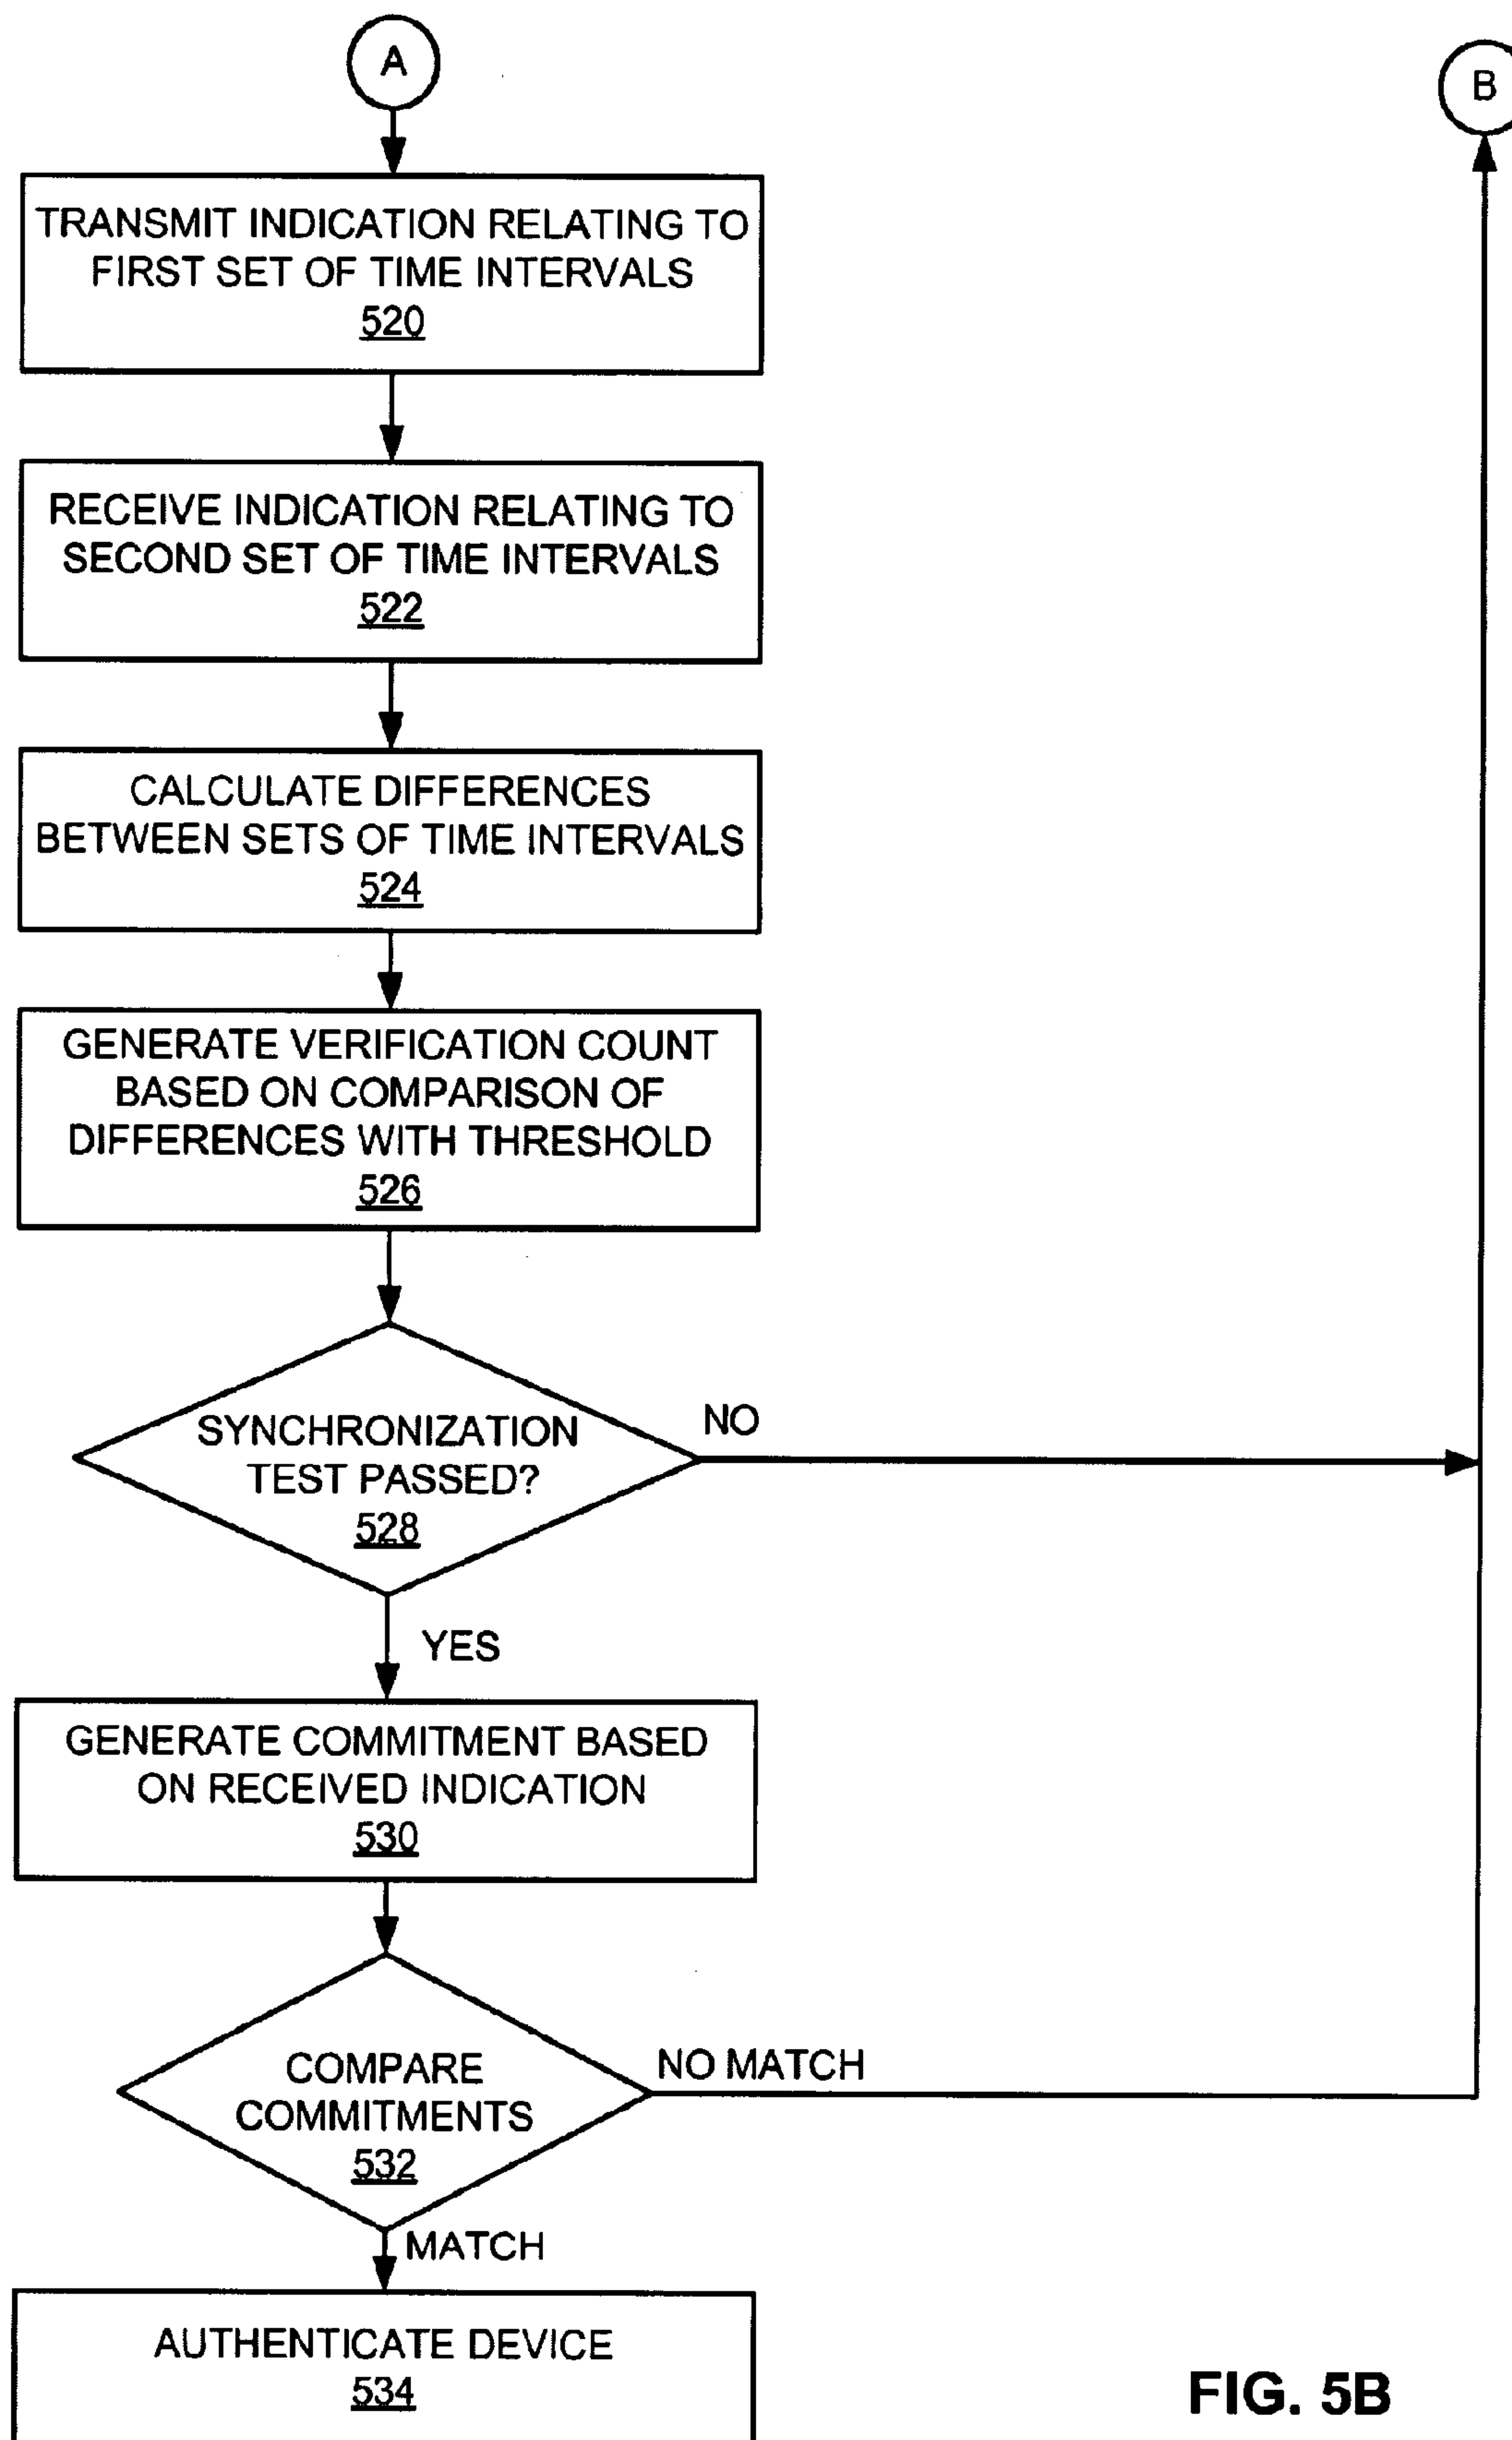 A
B
TRANSMIT INDICATION RELATING TO
FIRST SET OF TIME INTERVALS
520
RECEIVE INDICATION RELATING TO
SECOND SET OF TIME INTERVALS
522
CALCULATE DIFFERENCES
BETWEEN SETS OF TIME INTERVALS
524
GENERATE VERIFICATION COUNT
BASED ON COMPARISON OF
DIFFERENCES WITH THRESHOLD
526
SYNCHRONIZATION
TEST PASSED?
528
NO
YES
GENERATE COMMITMENT BASED
ON RECEIVED INDICATION
530
COMPARE
COMMITMENTS
532
NO MATCH
MATCH
AUTHENTICATE DEVICE
534
FIG. 5B